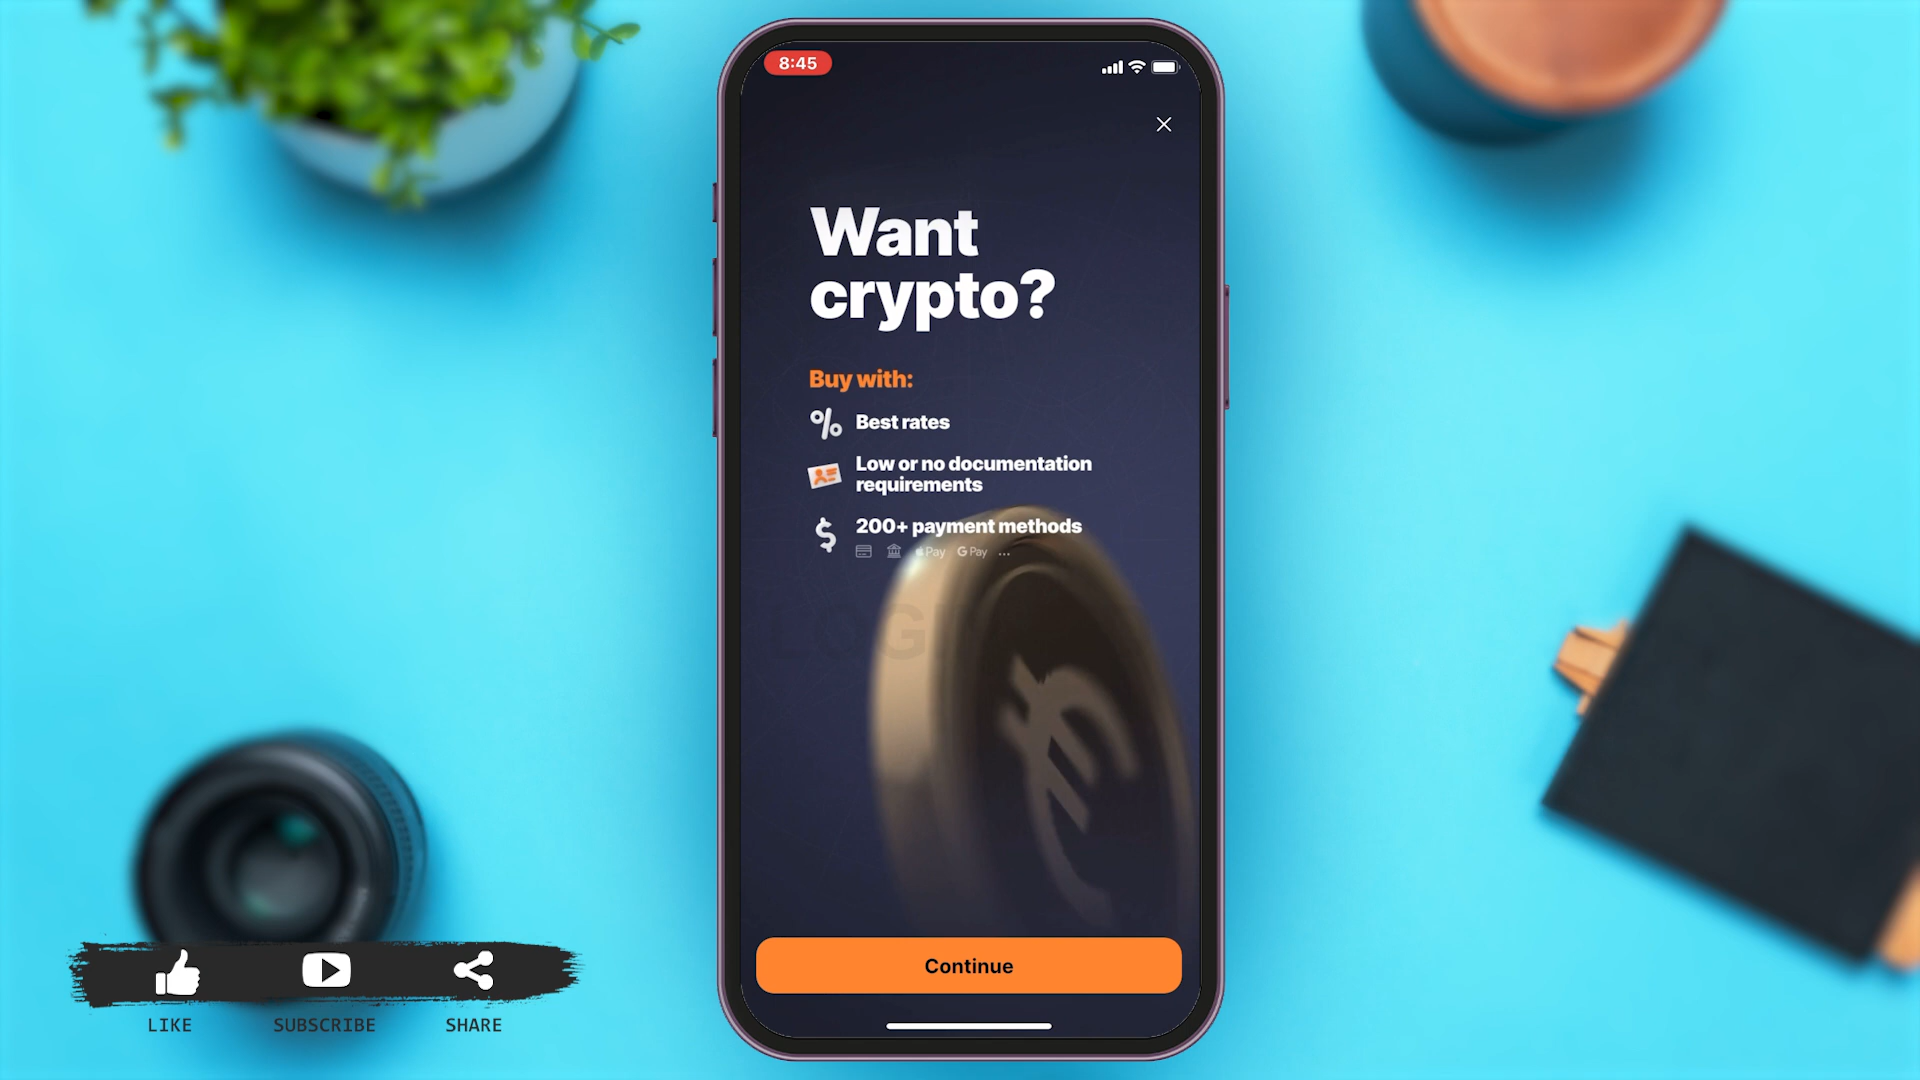 8:45
Want
crypto?
Buy with:
Best rates
Low or no documentation
requirements
200+ payment methods
Pay G Pay ...
Continue
LIKE SUBSCRIBE SHARE